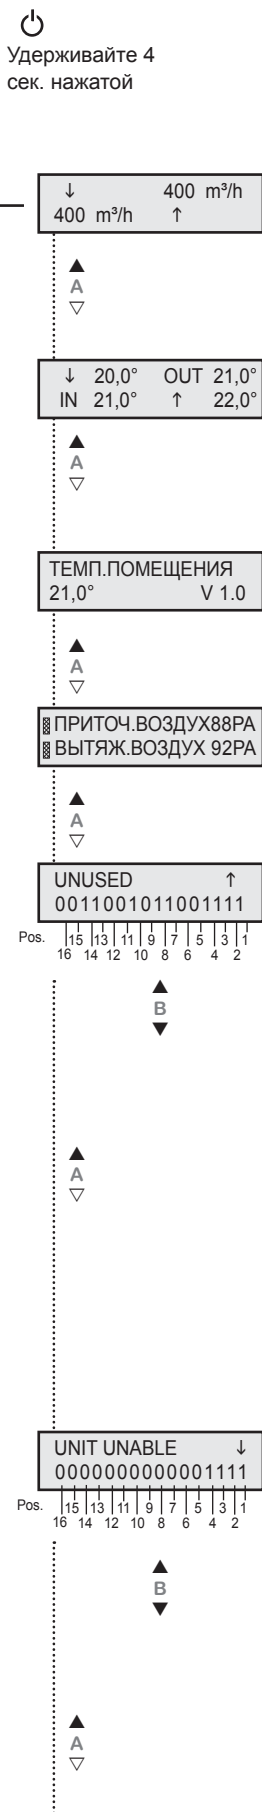 Удерживайте 4
сек. нажатой
↓ 400 m³/h
400 m³/h ↑
A
↓ 20,0° OUT 21,0°
IN 21,0° ↑ 22,0°
A
ТЕМП.ПОМЕЩЕНИЯ
21,0° V 1.0
A
ПРИТОЧ.ВОЗДУХ88PA
ВЫТЯЖ.ВОЗДУХ 92PA
A
UNUSED ↑
0011001011001111
Pos. 15 13 11 9 7 5 3 1
16 14 12 10 8 6 4 2
B
A
UNIT UNABLE ↓
0000000000001111
Pos. 15 13 11 9 7 5 3 1
16 14 12 10 8 6 4 2
B
A